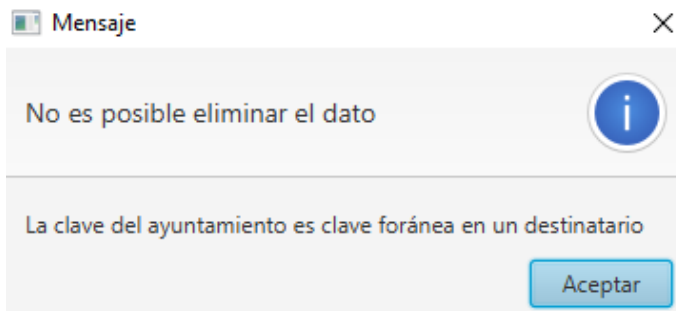 Mensaje
No es posible eliminar el dato
La clave del ayuntamiento es clave foránea en un destinatario
Aceptar